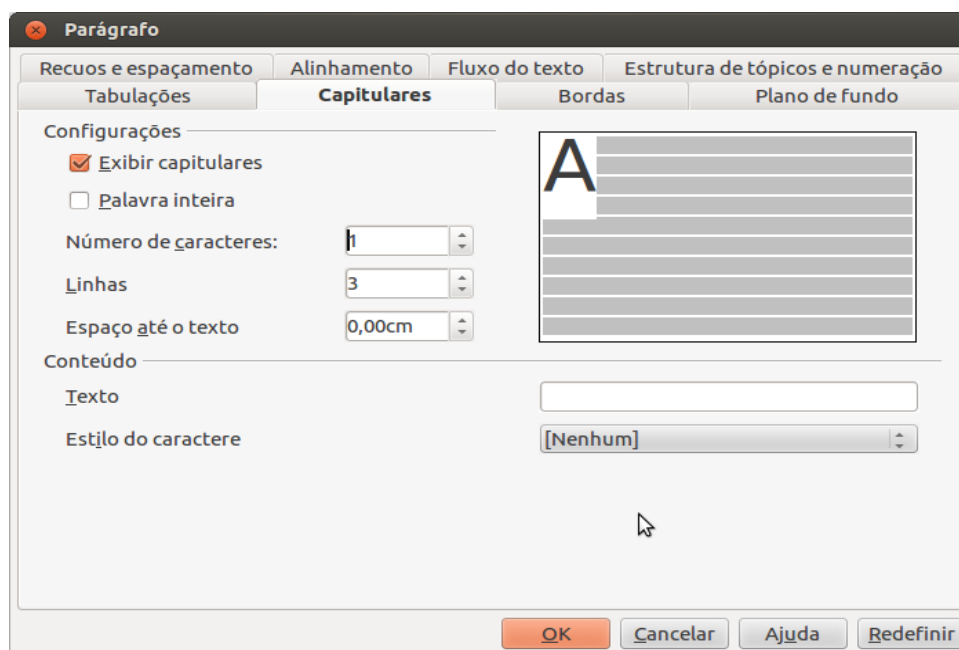 Parágrafo
Recuos e espaçamento Alinhamento Fluxo do texto Estrutura de tópicos e numeração
Tabulações Capitulares Bordas Plano de fundo
Configurações
Exibir capitulares
Palavra inteira
Número de caracteres: 1
Linhas 3
Espaço até o texto 0,00cm
A
Conteúdo
Texto
Estilo do caractere [Nenhum]
OK Cancelar Ajuda Redefinir